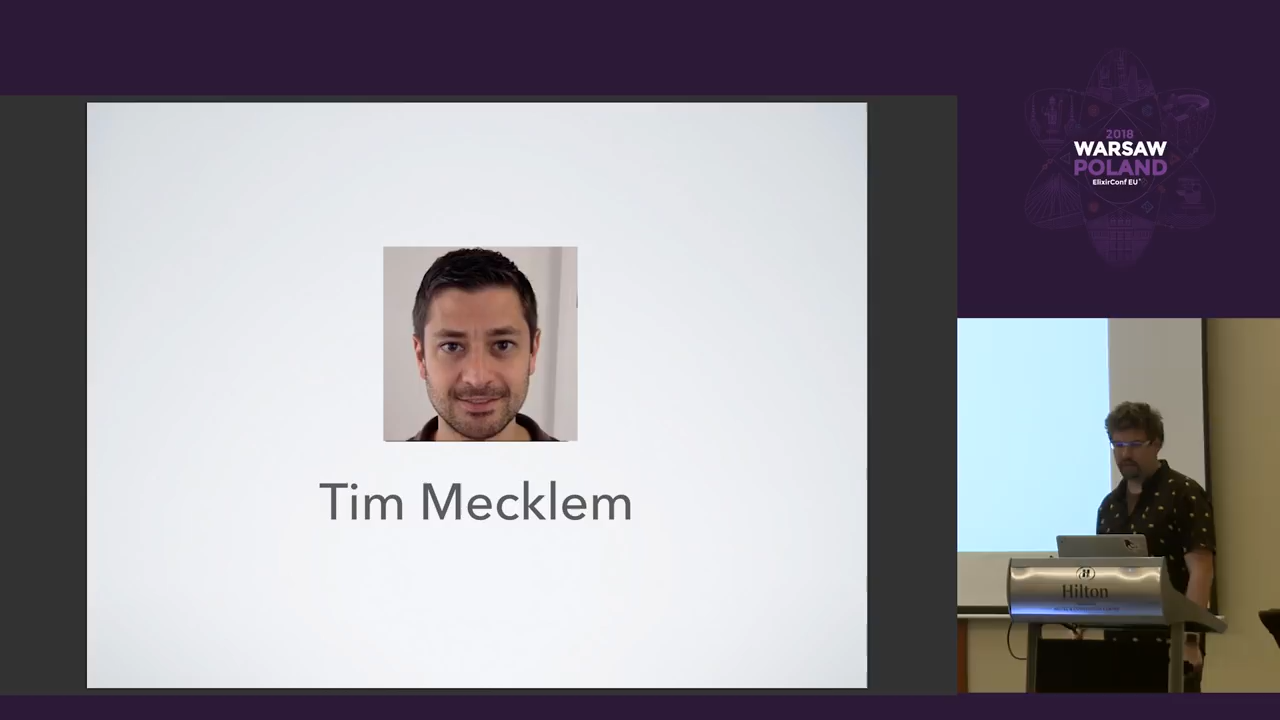 Tim Mecklem
2018
WARSAW
POLAND
ElixirConf EU
Hilton